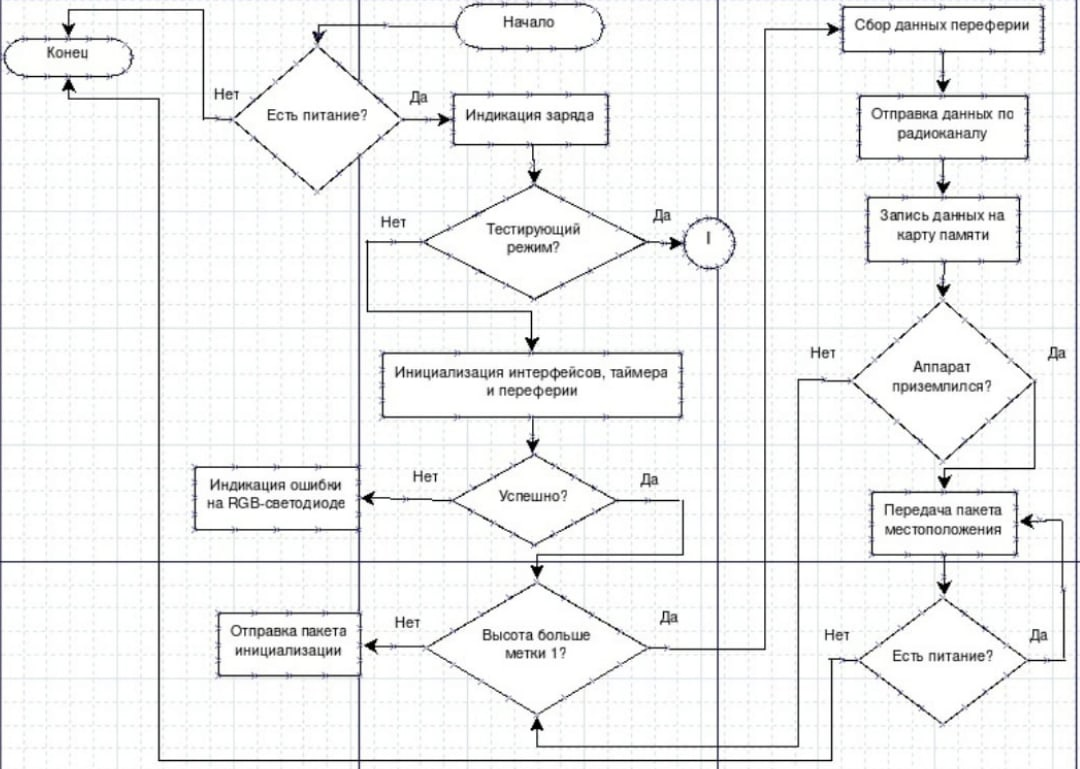 Начало
Конец
Нет
Есть питание?
Да
Индикация заряда
Нет
Тестирующий
режим?
Да
I
Инициализация интерфейсов, таймера
и переферии
Нет
Успешно?
Да
Индикация ошибки
на RGB-светодиоде
Нет
Высота больше
метки 1?
Да
Отправка пакета
инициализации
Сбор данных переферии
Отправка данных по
радиоканалу
Запись данных на
карту памяти
Нет
Аппарат
приземлился?
Да
Передача пакета
местоположения
Нет
Есть питание?
Да